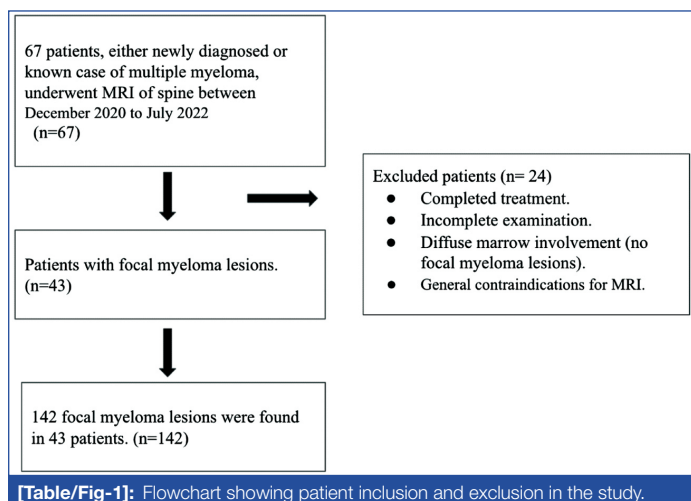 67 patients, either newly diagnosed or
known case of multiple myeloma,
underwent MRI of spine between
December 2020 to July 2022
(n=67)
Excluded patients (n= 24)
● Completed treatment.
● Incomplete examination.
● Diffuse marrow involvement (no
focal myeloma lesions).
● General contraindications for MRI.
Patients with focal myeloma lesions.
(n=43)
142 focal myeloma lesions were found
in 43 patients. (n=142)
[Table/Fig-1]: Flowchart showing patient inclusion and exclusion in the study.